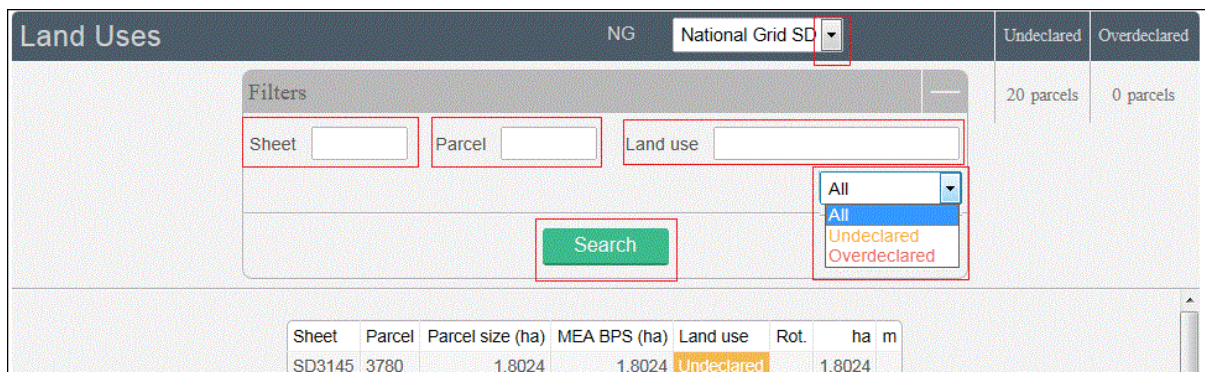 Land Uses NG National Grid SD Undeclared Overdeclared
Filters 20 parcels 0 parcels
Sheet Parcel Land use
All
All
Search Undeclared
Overdeclared
Sheet Parcel Parcel size (ha) MEA BPS (ha) Land use Rot. ha m
SD3145 3780 1.8024 1.8024 Undeclared 1.8024